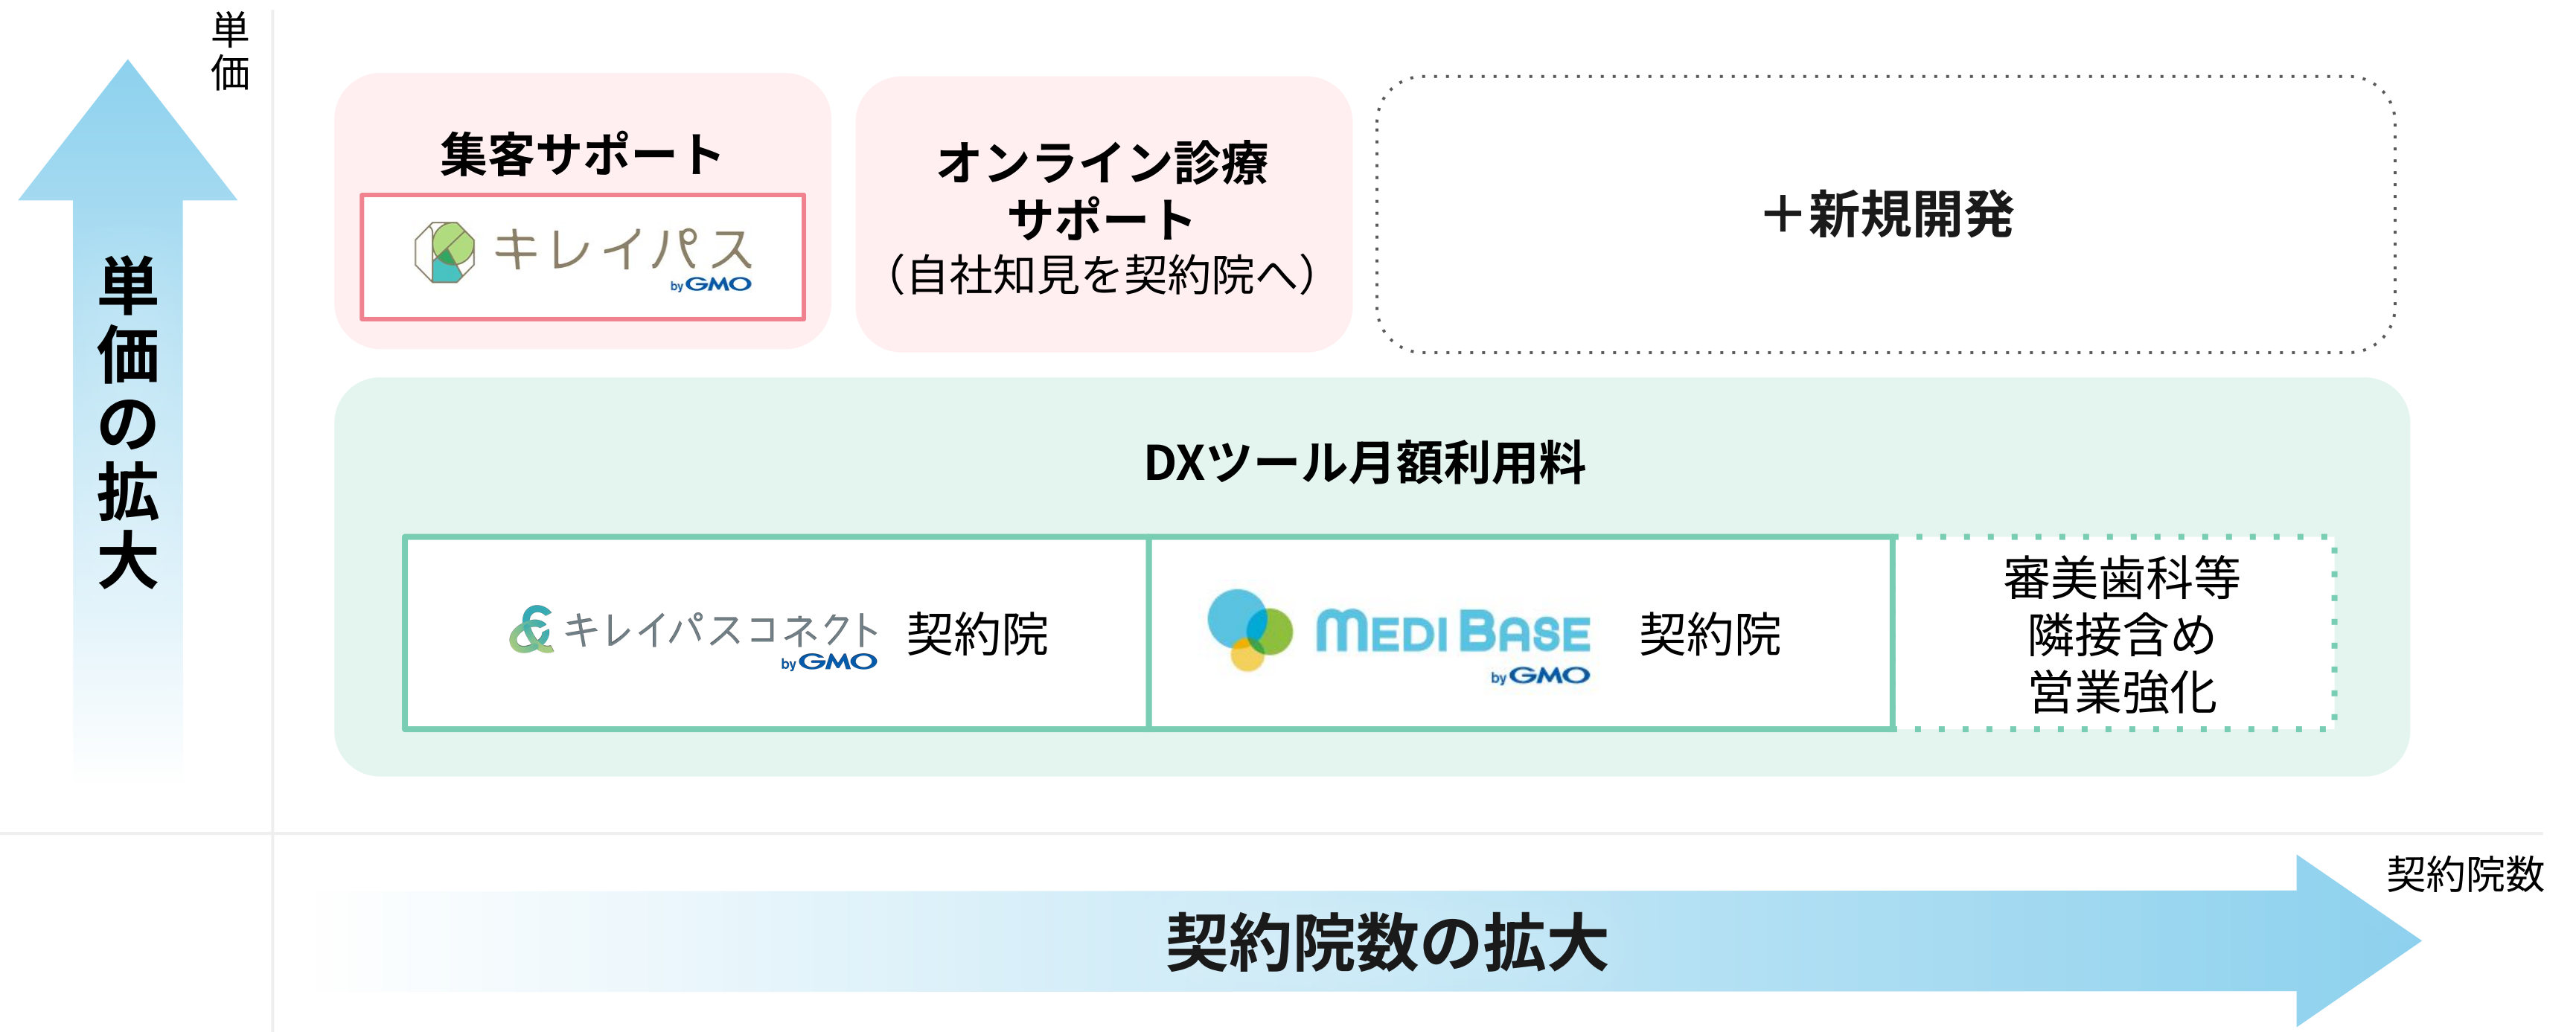 単価
単価の拡大
集客サポート
キレイパス
by GMO
オンライン診療
サポート
（自社知見を契約院へ）
＋新規開発
DXツール月額利用料
キレイパスコネクト 契約院
by GMO
MEDI BASE 契約院
by GMO
審美歯科等
隣接含め
営業強化
契約院数
契約院数の拡大